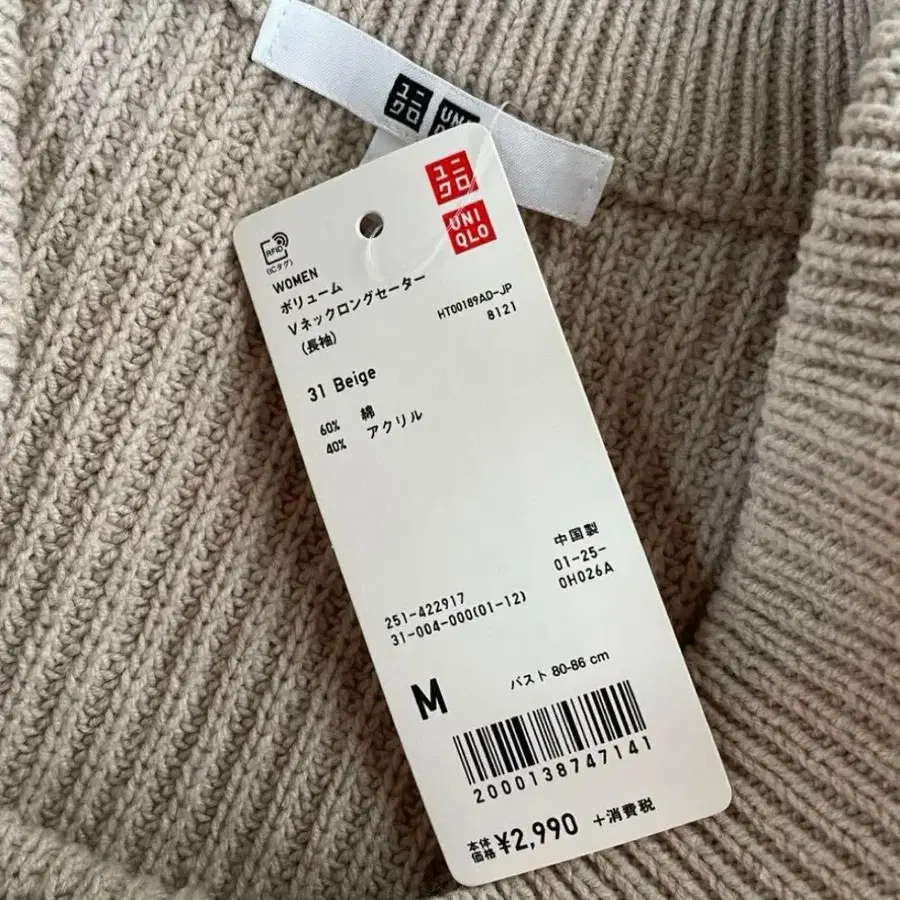 ユニ
クロ
UN
ユニ
クロ
UNI
QLO
RFID
(ICタグ)
WOMEN
ボリューム
Vネックロングセーター
(長袖)
HT00189AD-JP
8121
31 Beige
60% 綿
40% アクリル
中国製
01-25-
0H026A
251-422917
31-004-000(01-12)
M バスト 80-86 cm
2000138747141
本体
価格 ¥2,990 +消費税